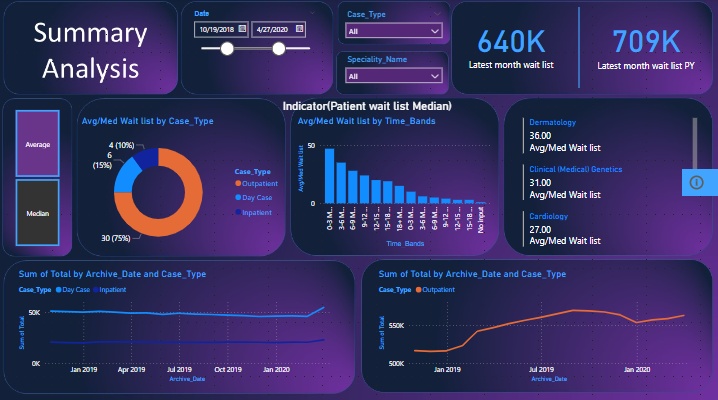 Summary
Analysis
Date
10/19/2018
4/27/2020
Case_Type
All
Speciality_Name
All
640K
Latest month wait list
709K
Latest month wait list PY
Indicator(Patient wait list Median)
Average
Median
Avg/Med Wait list by Case_Type
4 (10%)
6
(15%)
30 (75%)
Case_Type
Outpatient
Day Case
Inpatient
Avg/Med Wait list by Time_Bands
Avg/Med Wait list
50
0
0-3 M...
3-6 M...
6-9 M...
9-12 ...
12-15 ...
15-18...
18+ M...
0-3 M...
3-6 M...
6-9 M...
9-12 ...
12-15...
15-18...
No input
Time_Bands
Dermatology
36.00
Avg/Med Wait list
Clinical (Medical) Genetics
31.00
Avg/Med Wait list
Cardiology
27.00
Avg/Med Wait list
Sum of Total by Archive_Date and Case_Type
Case_Type Day Case Inpatient
Sum of Total
50K
0K
Jan 2019
Apr 2019
Jul 2019
Oct 2019
Jan 2020
Archive_Date
Sum of Total by Archive_Date and Case_Type
Case_Type Outpatient
Sum of Total
550K
500K
Jan 2019
Jul 2019
Jan 2020
Archive_Date